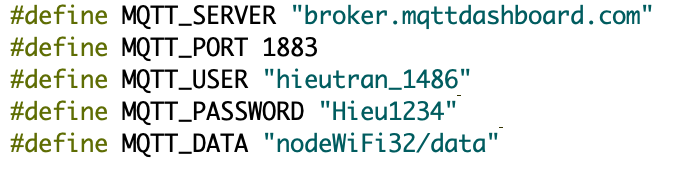 #define MQTT_SERVER "broker.mqttdashboard.com"
#define MQTT_PORT 1883
#define MQTT_USER "hieutran_1486"
#define MQTT_PASSWORD "Hieu1234"
#define MQTT_DATA "nodeWiFi32/data"